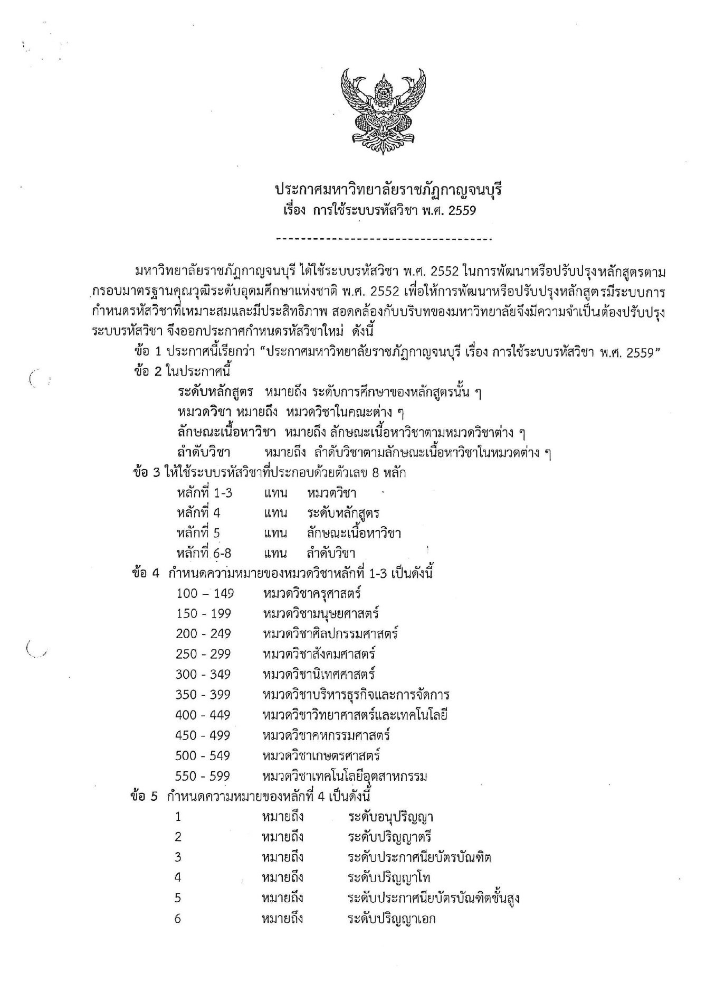 ประกาศมหาวิทยาลัยราชภัฏกาญจนบุรี
เรื่อง การใช้ระบบรหัสวิชา พ.ศ. 2559
-----------------------------------
มหาวิทยาลัยราชภัฏกาญจนบุรี ได้ใช้ระบบรหัสวิชา พ.ศ. 2552 ในการพัฒนาหรือปรับปรุงหลักสูตรตาม
กรอบมาตรฐานคุณวุฒิระดับอุดมศึกษาแห่งชาติ พ.ศ. 2552 เพื่อให้การพัฒนาหรือปรับปรุงหลักสูตรมีระบบการ
กำหนดรหัสวิชาที่เหมาะสมและมีประสิทธิภาพ สอดคล้องกับบริบทของมหาวิทยาลัยจึงมีความจำเป็นต้องปรับปรุง
ระบบรหัสวิชา จึงออกประกาศกำหนดรหัสวิชาใหม่ ดังนี้
ข้อ 1 ประกาศนี้เรียกว่า “ประกาศมหาวิทยาลัยราชภัฏกาญจนบุรี เรื่อง การใช้ระบบรหัสวิชา พ.ศ. 2559”
ข้อ 2 ในประกาศนี้
ระดับหลักสูตร หมายถึง ระดับการศึกษาของหลักสูตรนั้น ๆ
หมวดวิชา หมายถึง หมวดวิชาในคณะต่าง ๆ
ลักษณะเนื้อหาวิชา หมายถึง ลักษณะเนื้อหาวิชาตามหมวดวิชาต่าง ๆ
ลำดับวิชา หมายถึง ลำดับวิชาตามลักษณะเนื้อหาวิชาในหมวดต่าง ๆ
ข้อ 3 ให้ใช้ระบบรหัสวิชาที่ประกอบด้วยตัวเลข 8 หลัก
หลักที่ 1-3 แทน หมวดวิชา
หลักที่ 4 แทน ระดับหลักสูตร
หลักที่ 5 แทน ลักษณะเนื้อหาวิชา
หลักที่ 6-8 แทน ลำดับวิชา
ข้อ 4 กำหนดความหมายของหมวดวิชาหลักที่ 1-3 เป็นดังนี้
100 – 149 หมวดวิชาครุศาสตร์
150 - 199 หมวดวิชามนุษยศาสตร์
200 - 249 หมวดวิชาศิลปกรรมศาสตร์
250 - 299 หมวดวิชาสังคมศาสตร์
300 - 349 หมวดวิชานิเทศศาสตร์
350 - 399 หมวดวิชาบริหารธุรกิจและการจัดการ
400 - 449 หมวดวิชาวิทยาศาสตร์และเทคโนโลยี
450 - 499 หมวดวิชาคหกรรมศาสตร์
500 - 549 หมวดวิชาเกษตรศาสตร์
550 - 599 หมวดวิชาเทคโนโลยีอุตสาหกรรม
ข้อ 5 กำหนดความหมายของหลักที่ 4 เป็นดังนี้
1 หมายถึง ระดับอนุปริญญา
2 หมายถึง ระดับปริญญาตรี
3 หมายถึง ระดับประกาศนียบัตรบัณฑิต
4 หมายถึง ระดับปริญญาโท
5 หมายถึง ระดับประกาศนียบัตรบัณฑิตชั้นสูง
6 หมายถึง ระดับปริญญาเอก